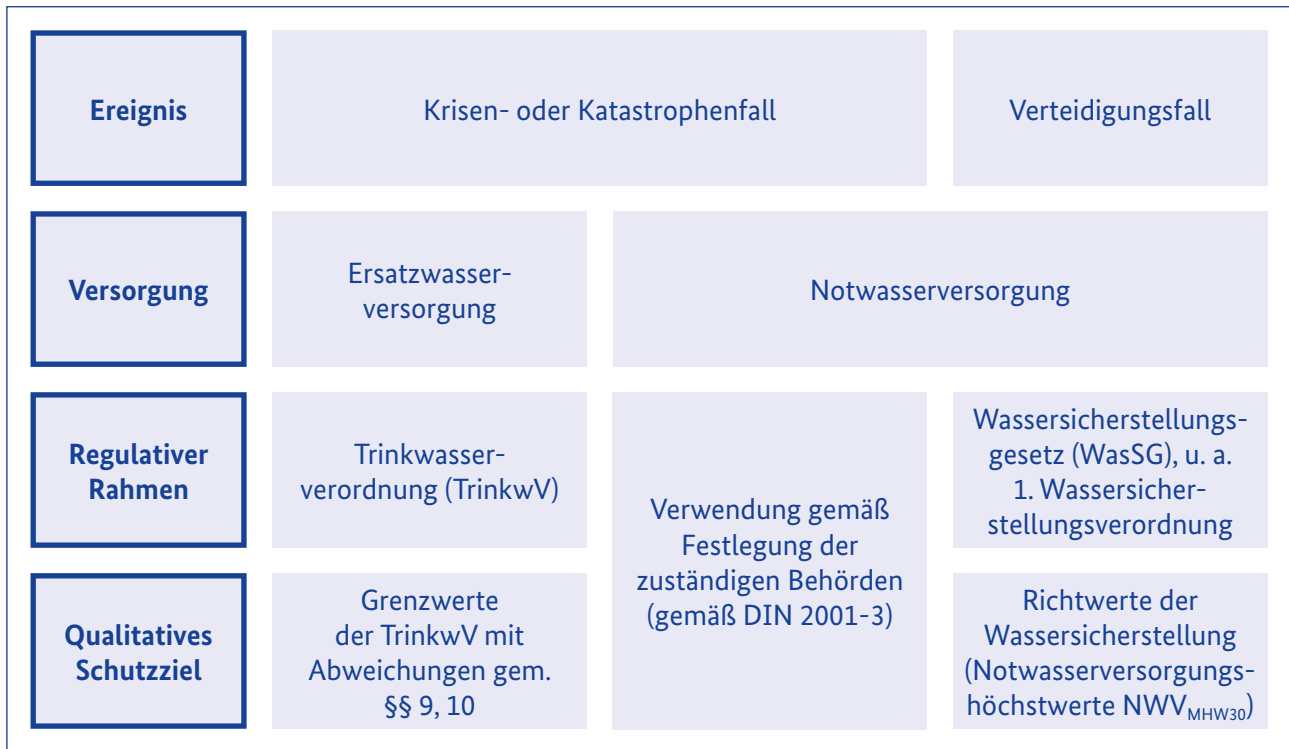 Ereignis
Krisen- oder Katastrophenfall
Verteidigungsfall
Versorgung
Ersatzwasser-
versorgung
Notwasserversorgung
Regulativer
Rahmen
Trinkwasser-
verordnung (TrinkwV)
Verwendung gemäß
Festlegung der
zuständigen Behörden
(gemäß DIN 2001-3)
Wassersicherstellungs-
gesetz (WasSG), u. a.
1. Wassersicher-
stellungsverordnung
Qualitatives
Schutzziel
Grenzwerte
der TrinkwV mit
Abweichungen gem.
§§ 9, 10
Richtwerte der
Wassersicherstellung
(Notwasserversorgungs-
höchstwerte NWV MHW30)